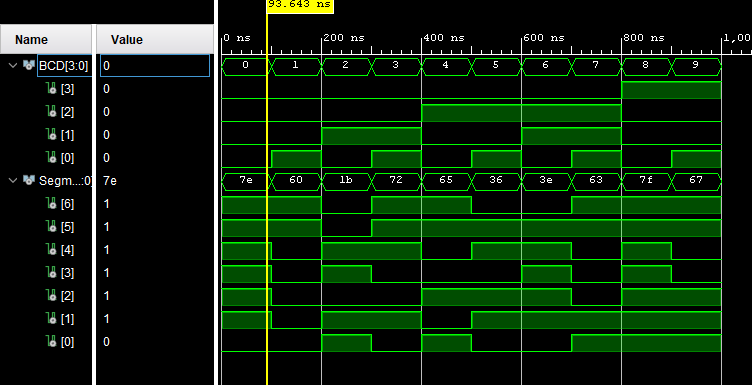 93.643 ns
Name Value
0 ns 200 ns 400 ns 600 ns 800 ns 1,00
BCD[3:0] 0 0 1 2 3 4 5 6 7 8 9
[3] 0
[2] 0
[1] 0
[0] 0
Segm...:0] 7e 7e 60 1b 72 65 36 3e 63 7f 67
[6] 1
[5] 1
[4] 1
[3] 1
[2] 1
[1] 1
[0] 0